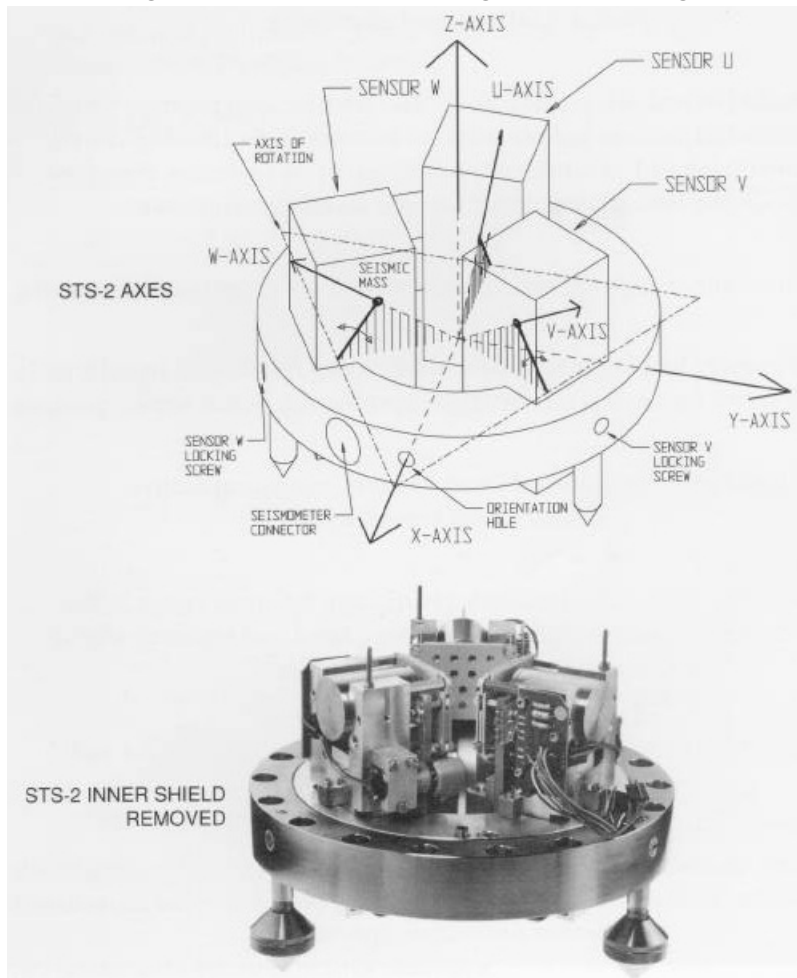 Z-AXIS
SENSOR U
SENSOR W
U-AXIS
AXIS OF
ROTATION
SENSOR V
W-AXIS
SEISMIC
MASS
STS-2 AXES
V-AXIS
Y-AXIS
SENSOR W
LOCKING
SCREW
SENSOR V
LOCKING
SCREW
SEISMOMETER
CONNECTOR
ORIENTATION
HOLE
X-AXIS
STS-2 INNER SHIELD
REMOVED